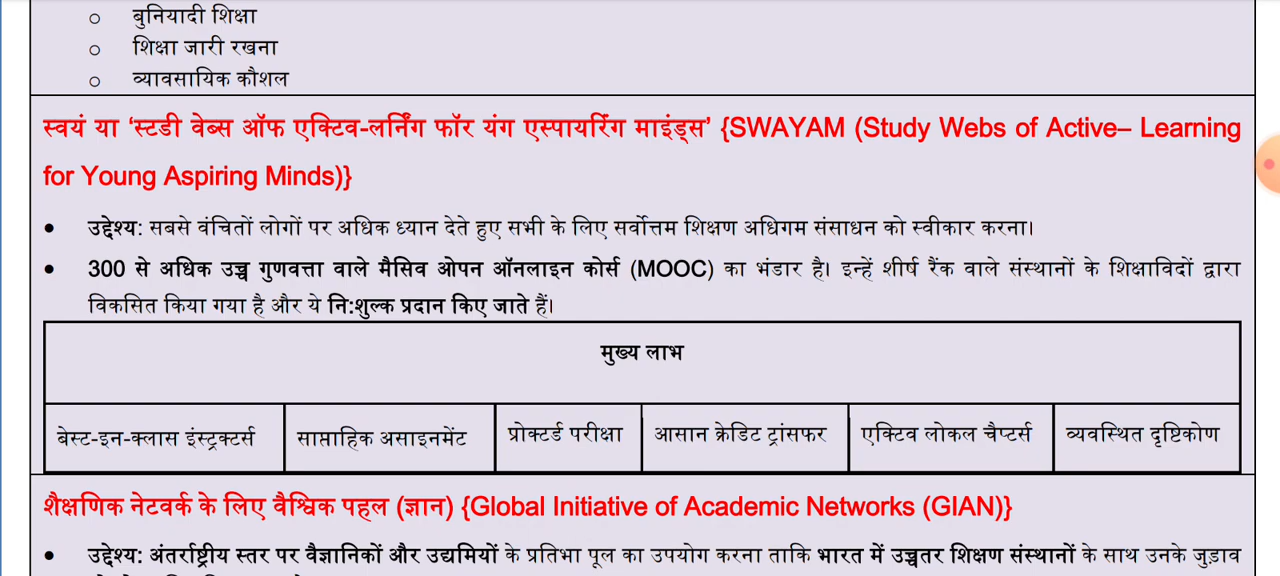 ○ बुनियादी शिक्षा
○ शिक्षा जारी रखना
○ व्यावसायिक कौशल
स्वयं या ‘स्टडी वेब्स ऑफ एक्टिव-लर्निंग फॉर यंग एस्पायरिंग माइंड्स’ {SWAYAM (Study Webs of Active– Learning
for Young Aspiring Minds)}
• उद्देश्य: सबसे वंचितों लोगों पर अधिक ध्यान देते हुए सभी के लिए सर्वोत्तम शिक्षण अधिगम संसाधन को स्वीकार करना।
• 300 से अधिक उच्च गुणवत्ता वाले मैसिव ओपन ऑनलाइन कोर्स (MOOC) का भंडार है। इन्हें शीर्ष रैंक वाले संस्थानों के शिक्षाविदों द्वारा
विकसित किया गया है और ये नि:शुल्क प्रदान किए जाते हैं।
मुख्य लाभ
बेस्ट-इन-क्लास इंस्ट्रक्टर्स साप्ताहिक असाइनमेंट प्रोक्टर्ड परीक्षा आसान क्रेडिट ट्रांसफर एक्टिव लोकल चैप्टर्स व्यवस्थित दृष्टिकोण
शैक्षणिक नेटवर्क के लिए वैश्विक पहल (ज्ञान) {Global Initiative of Academic Networks (GIAN)}
• उद्देश्य: अंतर्राष्ट्रीय स्तर पर वैज्ञानिकों और उद्यमियों के प्रतिभा पूल का उपयोग करना ताकि भारत में उच्चतर शिक्षण संस्थानों के साथ उनके जुड़ाव